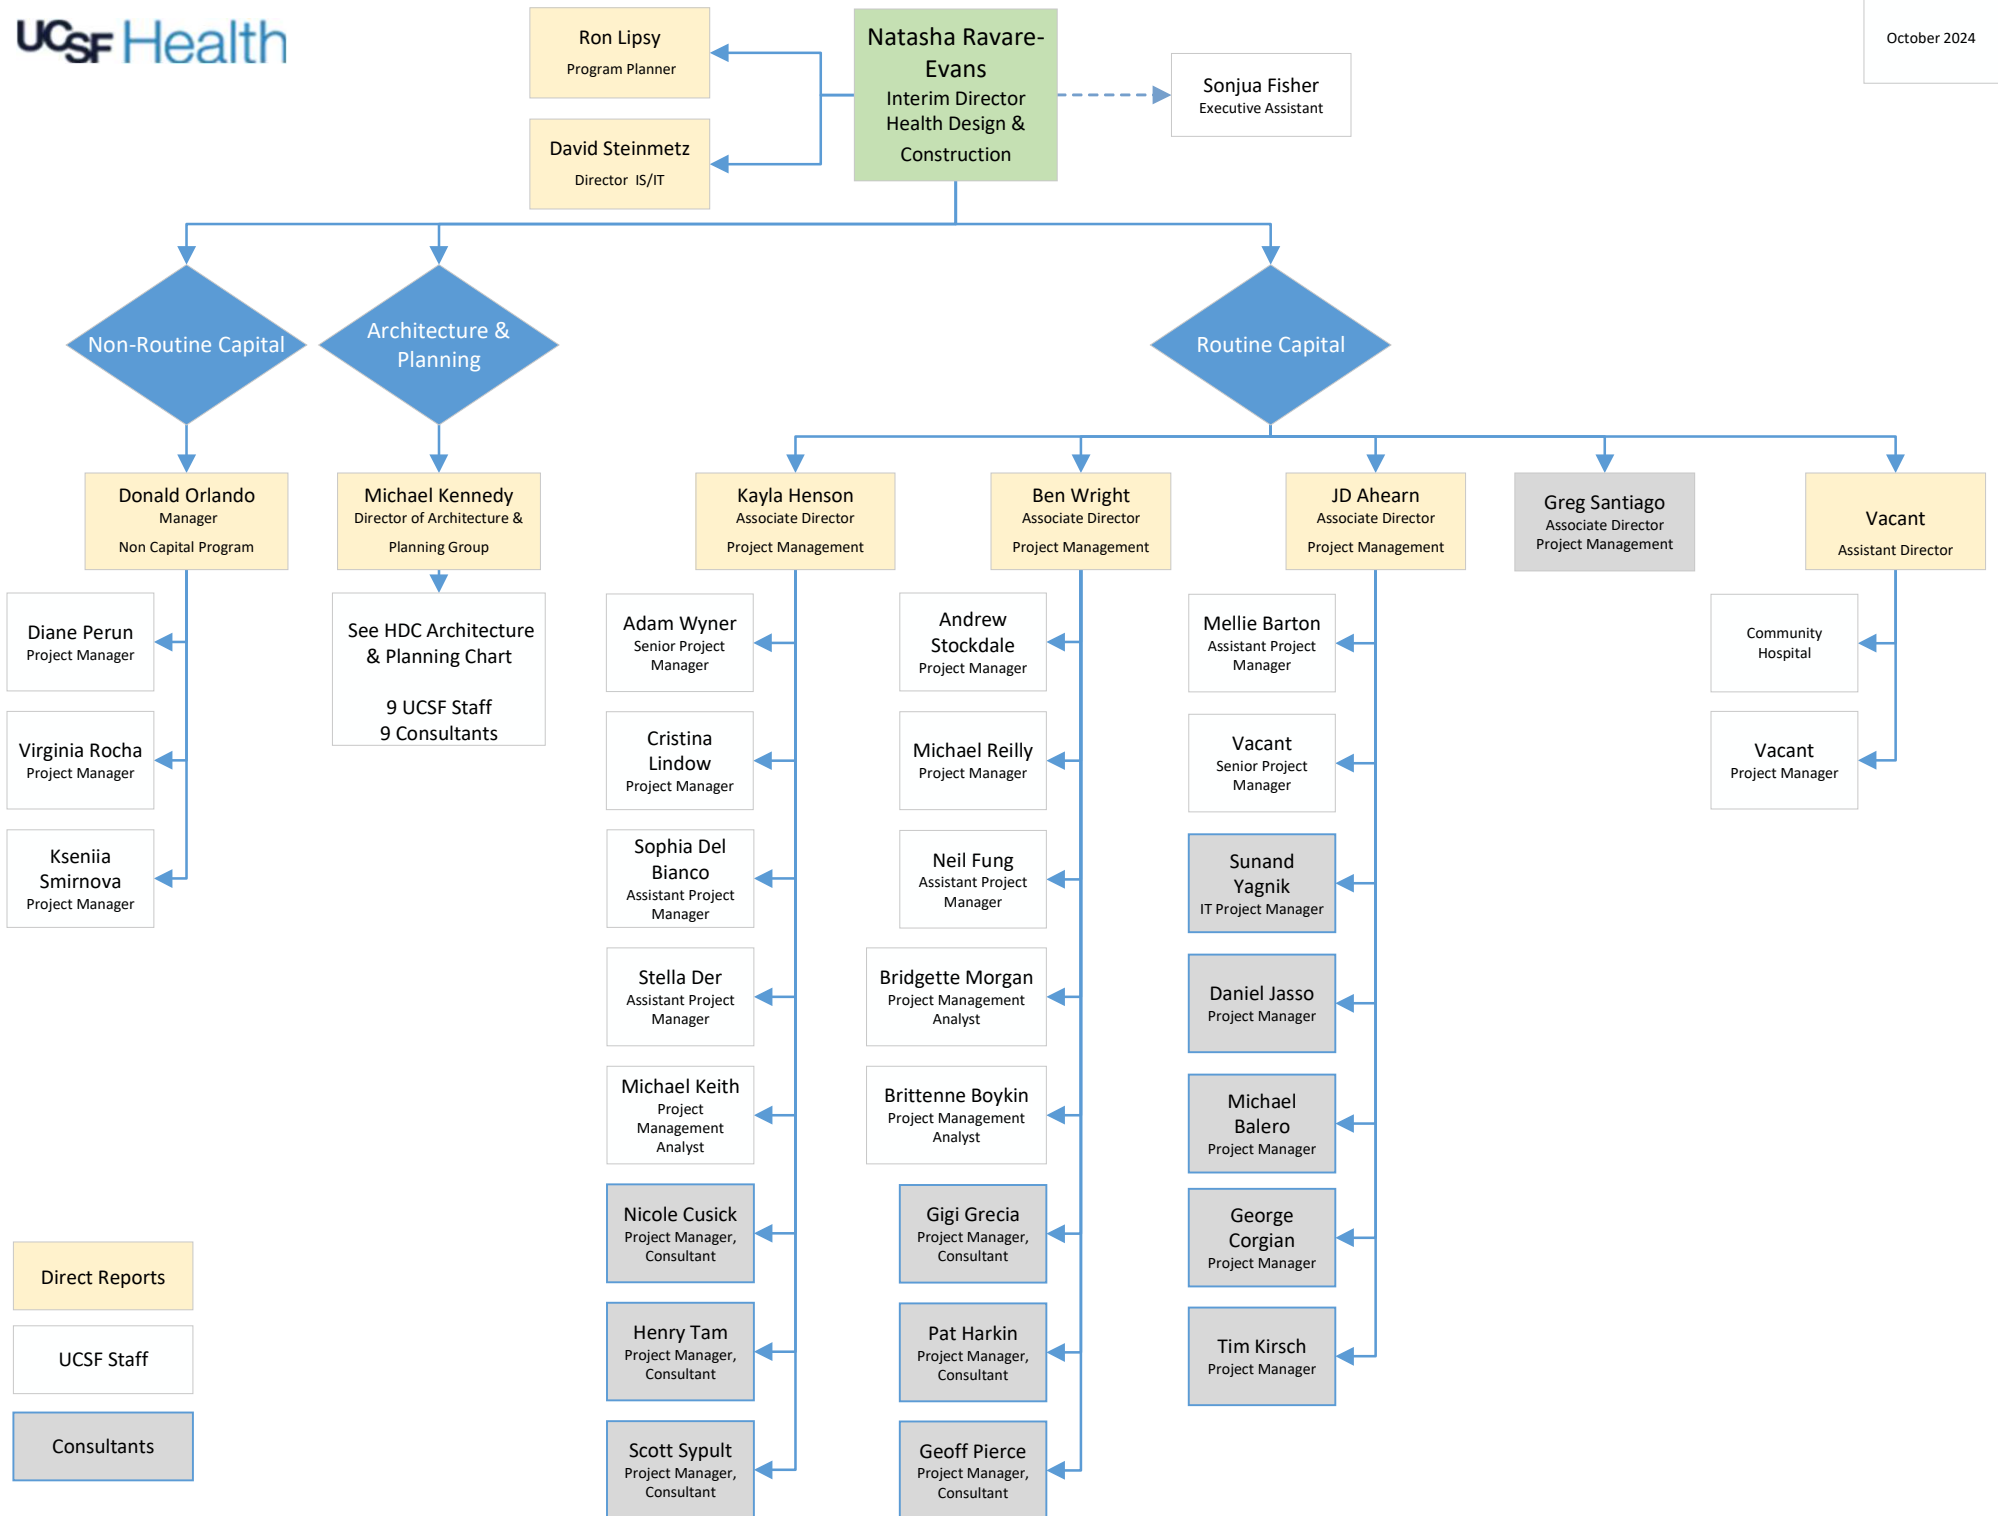 UCSF Health
October 2024
Ron Lipsy
Program Planner
David Steinmetz
Director IS/IT
Natasha Ravare-
Evans
Interim Director
Health Design &
Construction
Sonjua Fisher
Executive Assistant
Non-Routine Capital
Architecture &
Planning
Routine Capital
Donald Orlando
Manager
Non Capital Program
Michael Kennedy
Director of Architecture &
Planning Group
Kayla Henson
Associate Director
Project Management
Ben Wright
Associate Director
Project Management
JD Ahearn
Associate Director
Project Management
Greg Santiago
Associate Director
Project Management
Vacant
Assistant Director
Diane Perun
Project Manager
Virginia Rocha
Project Manager
Kseniia
Smirnova
Project Manager
See HDC Architecture
& Planning Chart
9 UCSF Staff
9 Consultants
Adam Wyner
Senior Project
Manager
Cristina
Lindow
Project Manager
Sophia Del
Bianco
Assistant Project
Manager
Stella Der
Assistant Project
Manager
Michael Keith
Project
Management
Analyst
Nicole Cusick
Project Manager,
Consultant
Henry Tam
Project Manager,
Consultant
Scott Sypult
Project Manager,
Consultant
Andrew
Stockdale
Project Manager
Michael Reilly
Project Manager
Neil Fung
Assistant Project
Manager
Bridgette Morgan
Project Management
Analyst
Brittenne Boykin
Project Management
Analyst
Gigi Grecia
Project Manager,
Consultant
Pat Harkin
Project Manager,
Consultant
Geoff Pierce
Project Manager,
Consultant
Mellie Barton
Assistant Project
Manager
Vacant
Senior Project
Manager
Sunand
Yagnik
IT Project Manager
Daniel Jasso
Project Manager
Michael
Balero
Project Manager
George
Corgian
Project Manager
Tim Kirsch
Project Manager
Community
Hospital
Vacant
Project Manager
Direct Reports
UCSF Staff
Consultants